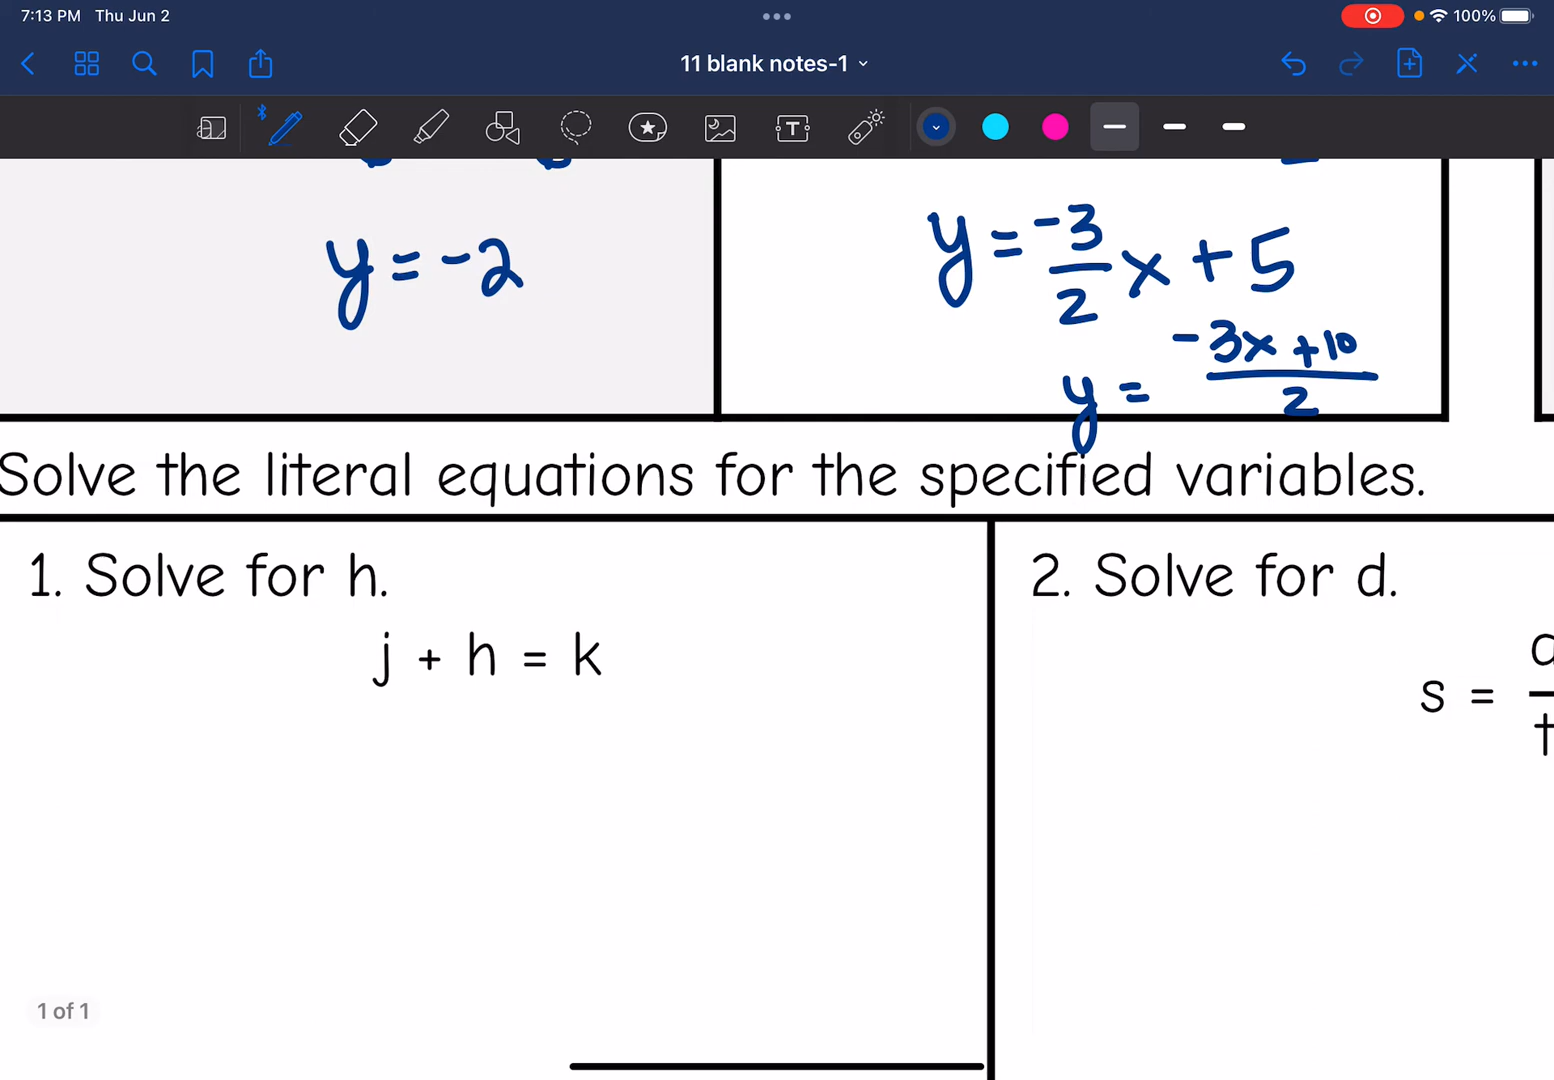 7:13 PM Thu Jun 2
100%
11 blank notes-1
T
y = -2
y = -3/2 x + 5
y = -3x + 10 / 2
Solve the literal equations for the specified variables.
1. Solve for h.
j + h = k
2. Solve for d.
s =
t
1 of 1